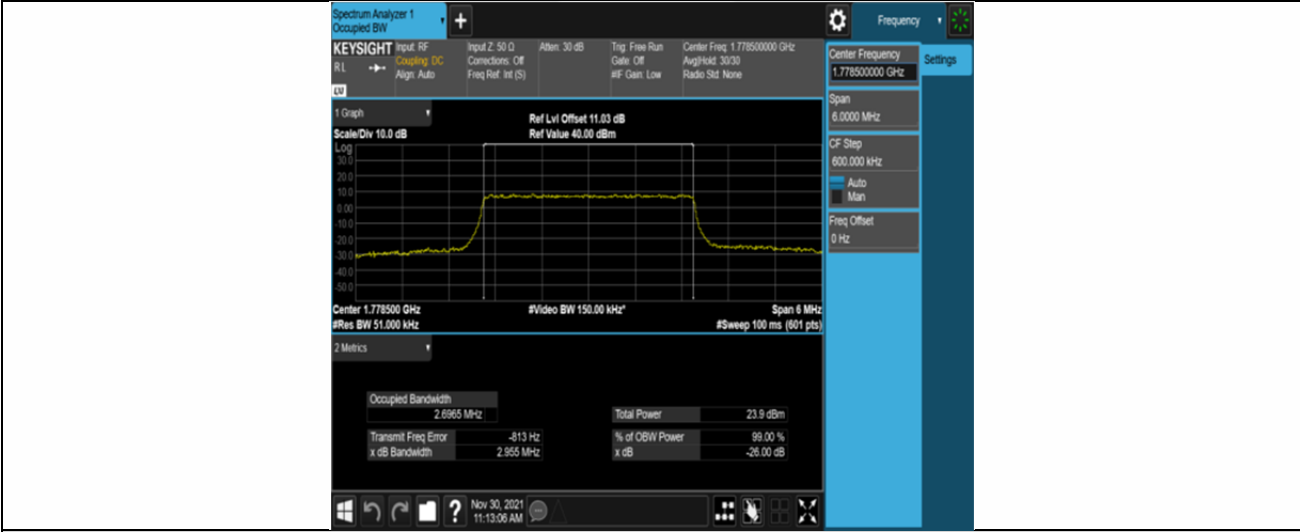 Spectrum Analyzer 1
Occupied BW
+
Frequency
KEYSIGHT
RL
Input: RF
Coupling: DC
Align: Auto
Input Z: 50 Ω
Corrections: Off
Freq Ref: Int (S)
Atten: 30 dB
Trig: Free Run
Gate: Off
#IF Gain: Low
Center Freq: 1.778500000 GHz
Avg|Hold: 30/30
Radio Std: None
Center Frequency
1.778500000 GHz
Settings
Span
6.0000 MHz
CF Step
600.000 kHz
Auto
Man
Freq Offset
0 Hz
1 Graph
Scale/Div 10.0 dB
Ref Lvl Offset 11.03 dB
Ref Value 40.00 dBm
Log
30.0
20.0
10.0
0.00
-10.0
-20.0
-30.0
-40.0
-50.0
Center 1.778500 GHz
#Res BW 51.000 kHz
#Video BW 150.00 kHz*
Span 6 MHz
#Sweep 100 ms (601 pts)
2 Metrics
Occupied Bandwidth
2.6965 MHz
Total Power 23.9 dBm
Transmit Freq Error -813 Hz
% of OBW Power 99.00 %
x dB Bandwidth 2.955 MHz
x dB -26.00 dB
?
Nov 30, 2021
11:13:06 AM